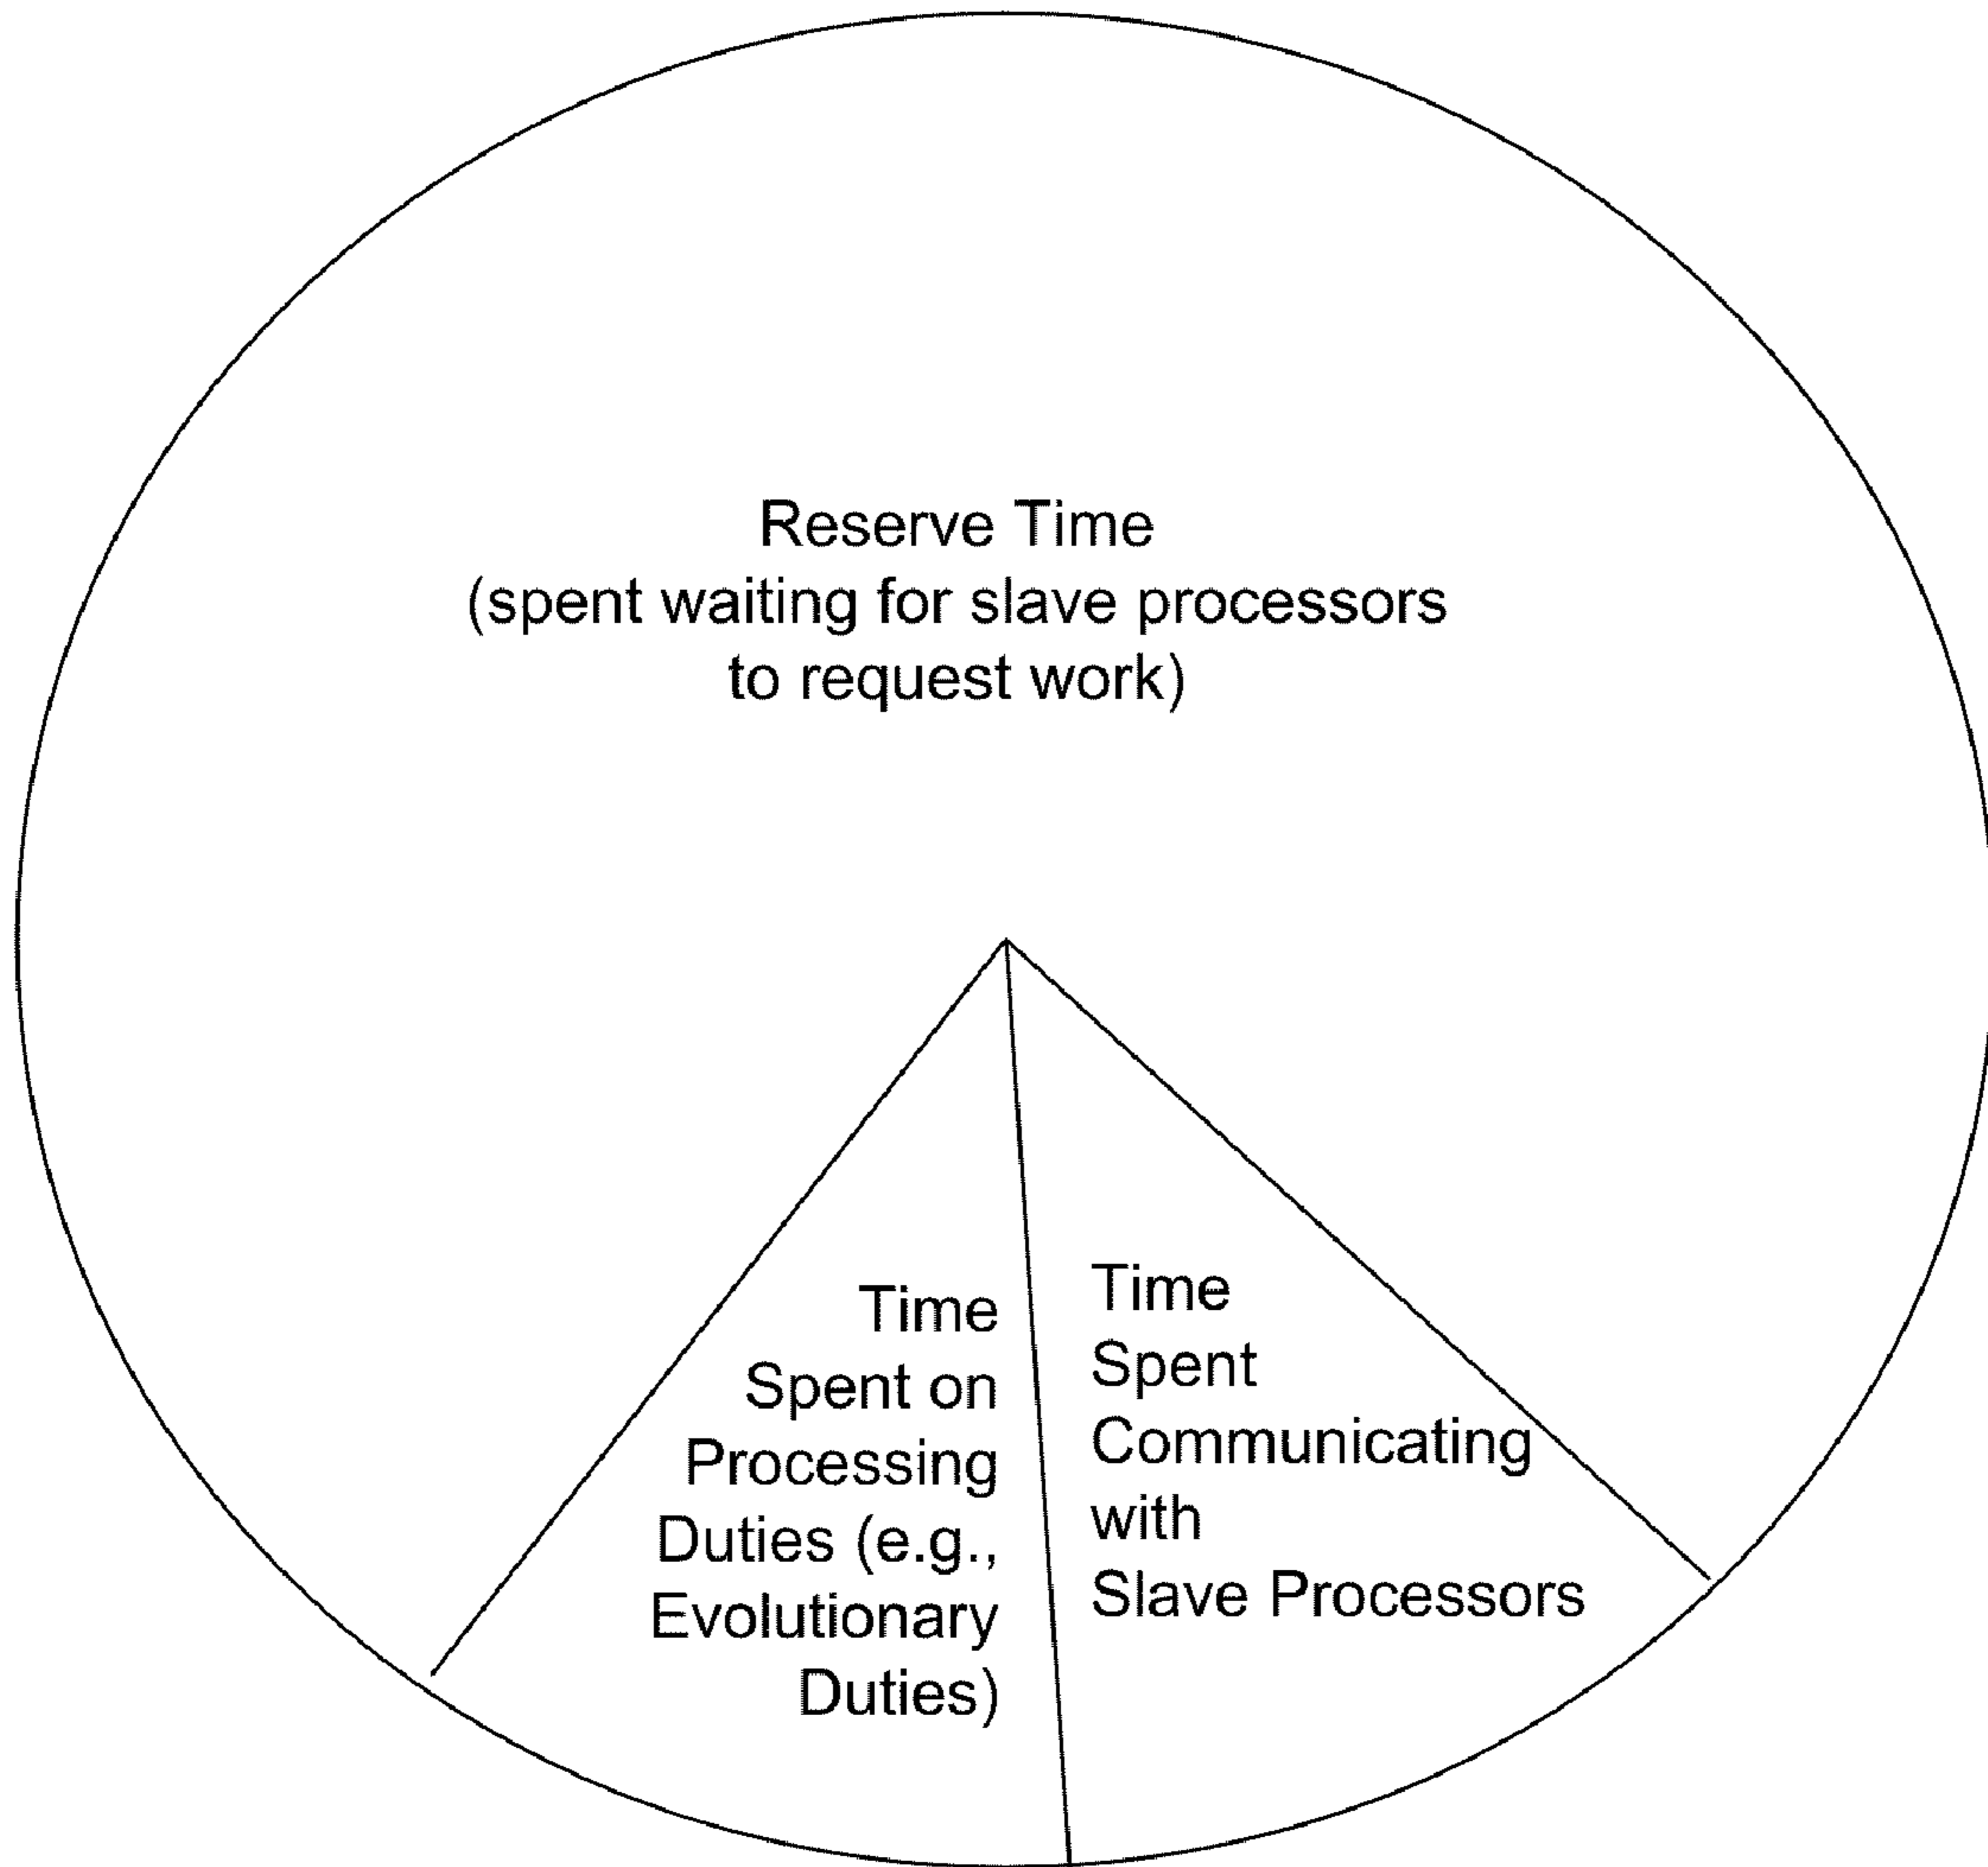 Reserve Time
(spent waiting for slave processors
to request work)
Time
Spent on
Processing
Duties (e.g.,
Evolutionary
Duties)
Time
Spent
Communicating
with
Slave Processors